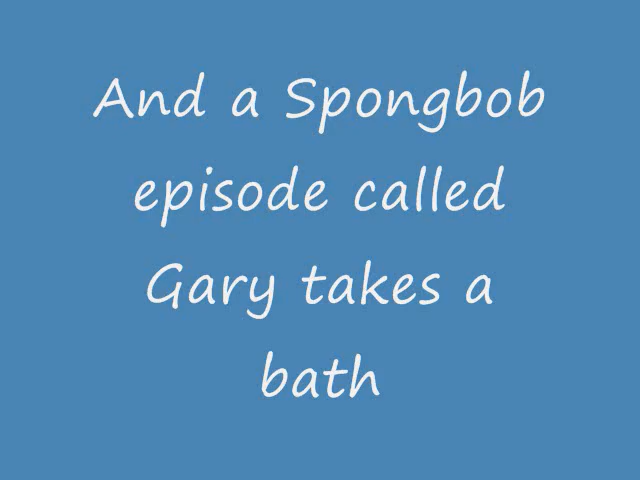 And a Spongbob
episode called
Gary takes a
bath